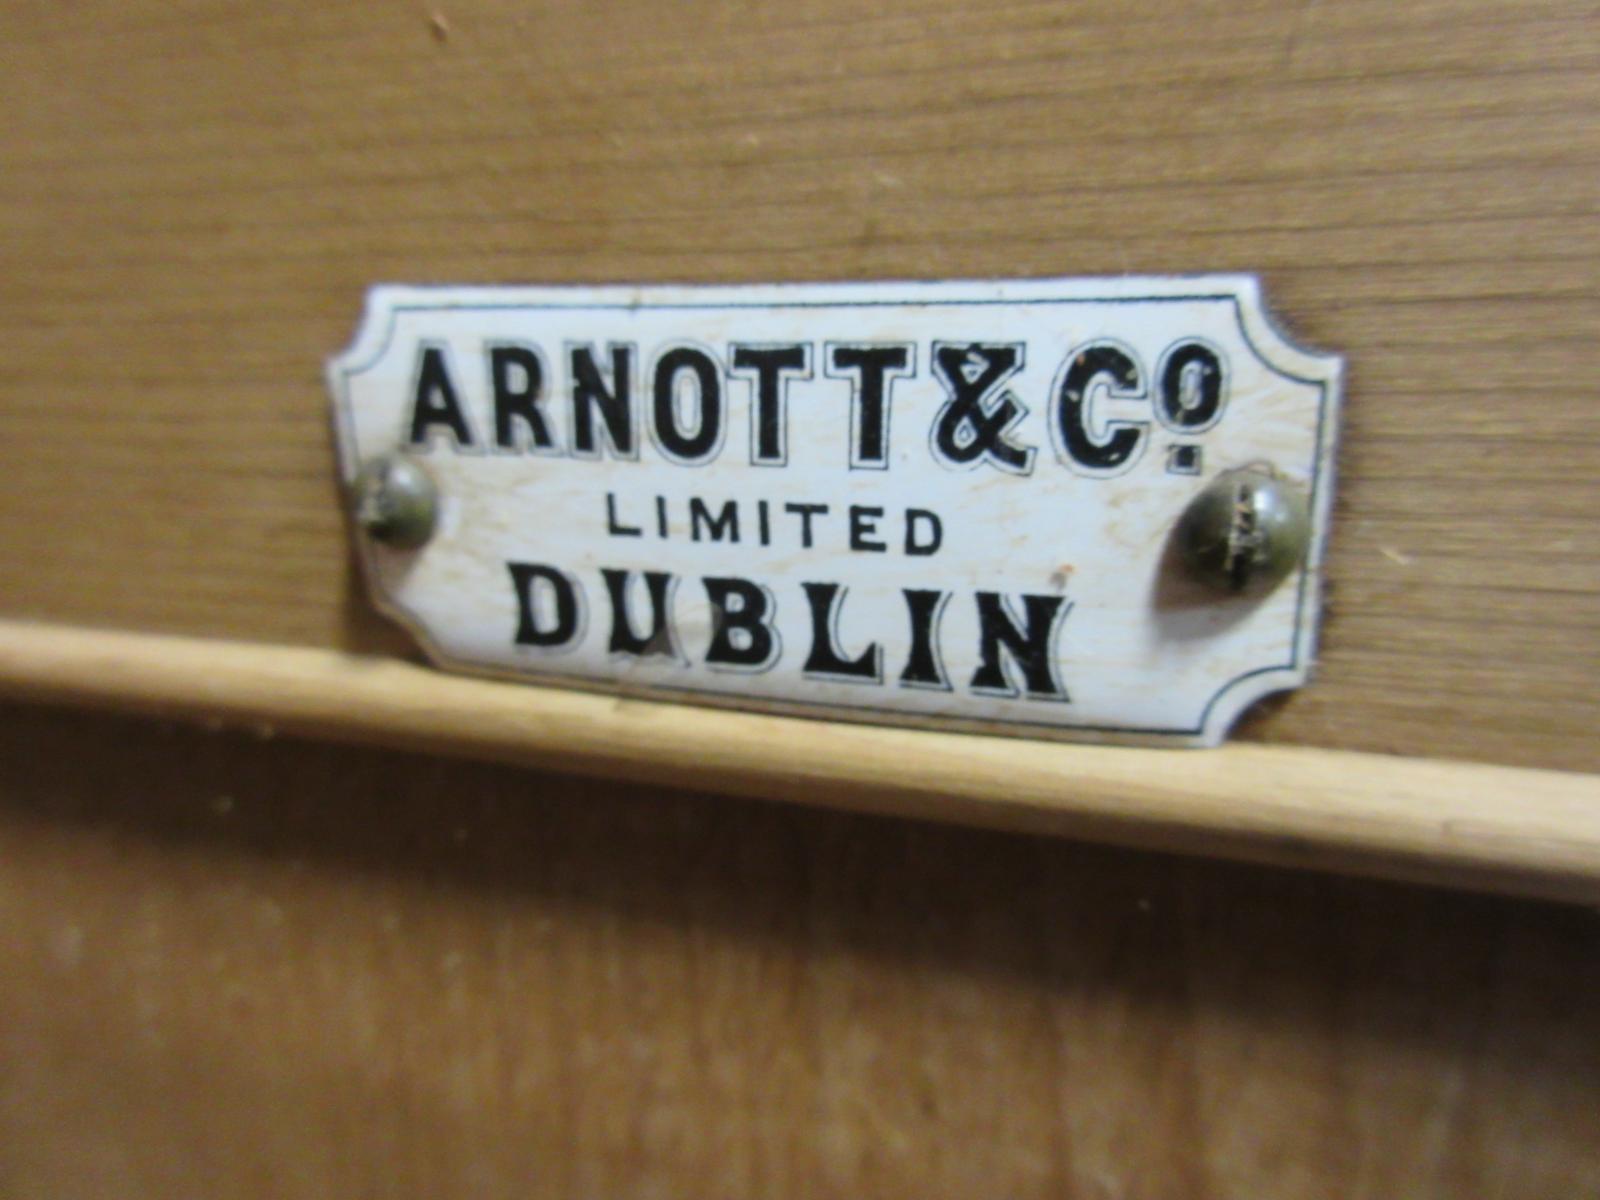 ARNOTT & Cº
LIMITED
DUBLIN